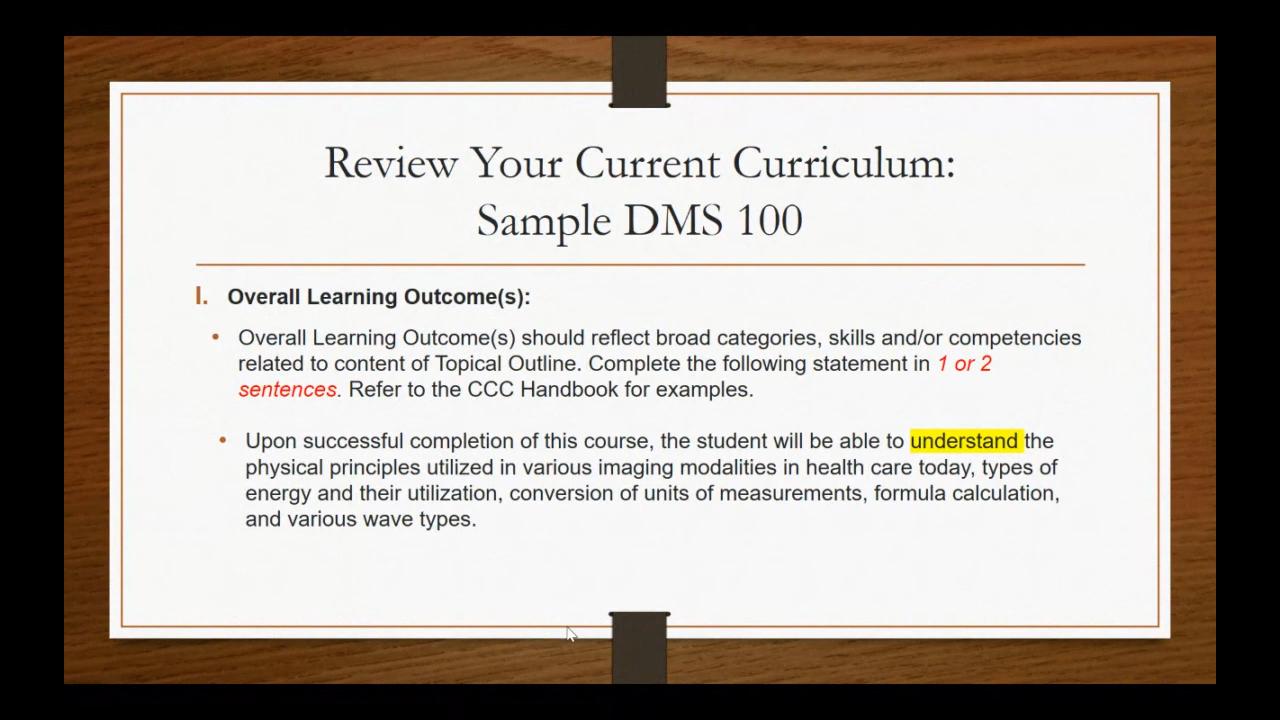 Review Your Current Curriculum:
Sample DMS 100
I. Overall Learning Outcome(s):
• Overall Learning Outcome(s) should reflect broad categories, skills and/or competencies
related to content of Topical Outline. Complete the following statement in 1 or 2
sentences. Refer to the CCC Handbook for examples.
• Upon successful completion of this course, the student will be able to understand the
physical principles utilized in various imaging modalities in health care today, types of
energy and their utilization, conversion of units of measurements, formula calculation,
and various wave types.